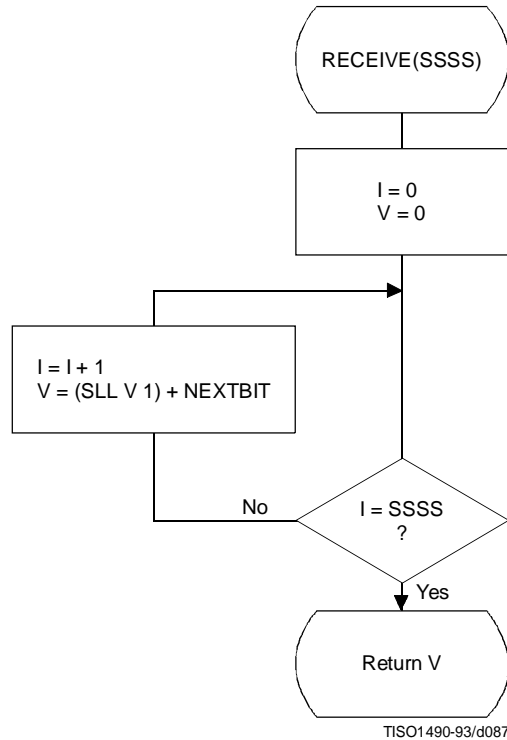 RECEIVE(SSSS)
I = 0
V = 0
I = I + 1
V = (SLL V 1) + NEXTBIT
No
I = SSSS
?
Yes
Return V
TISO1490-93/d087